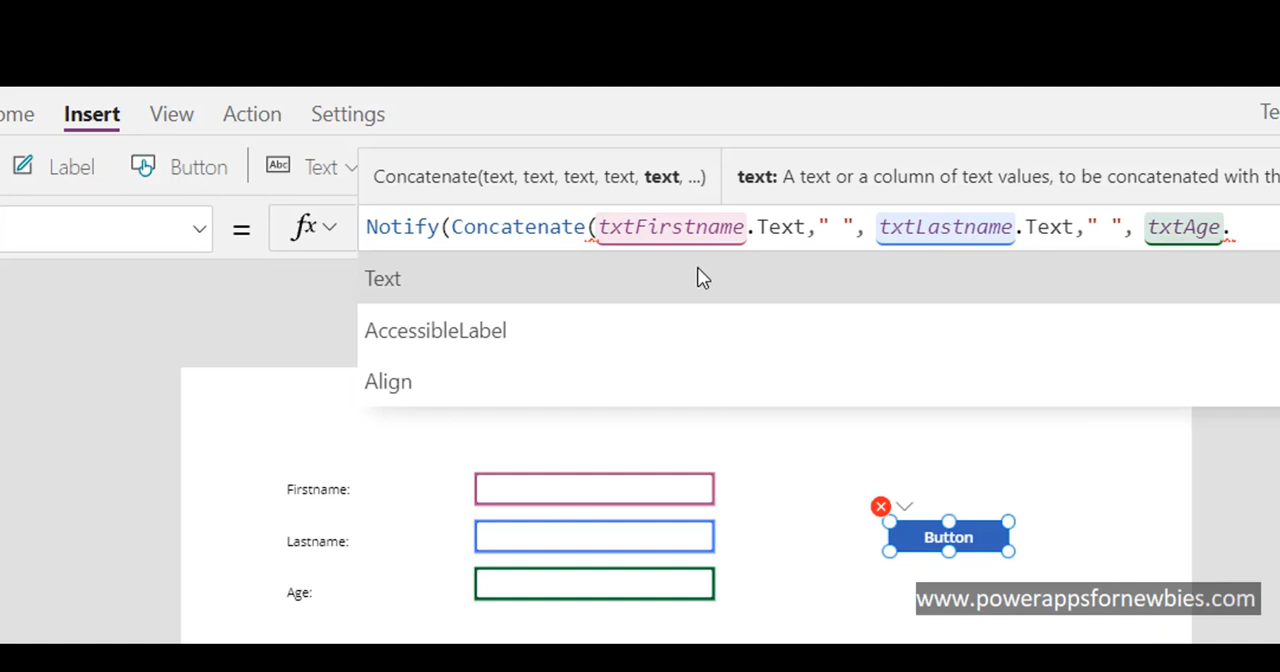 ome Insert View Action Settings Te
Label Button Abc Text
Concatenate(text, text, text, text, text, ...) text: A text or a column of text values, to be concatenated with th
= fx Notify(Concatenate(txtFirstname.Text," ", txtLastname.Text," ", txtAge.
Text
AccessibleLabel
Align
Firstname:
Lastname:
Button
Age:
www.powerappsfornewbies.com